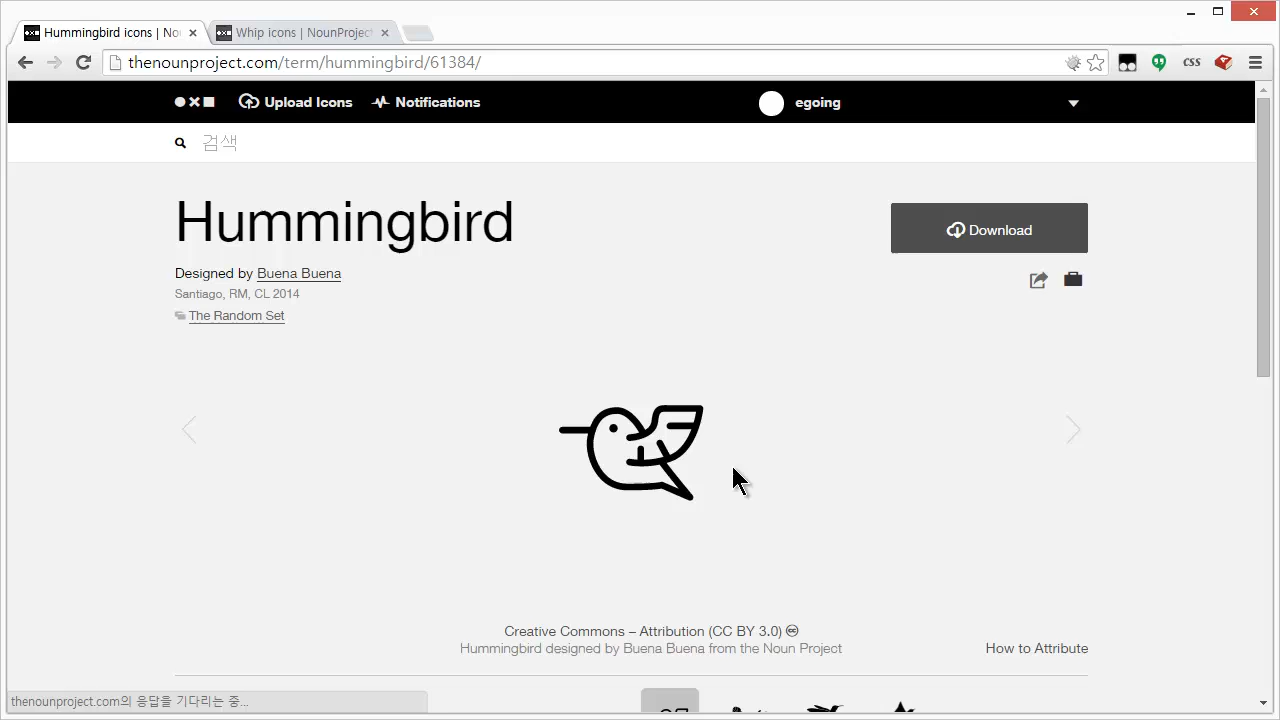 Hummingbird icons | No
Whip icons | NounProject
thenounproject.com/term/hummingbird/61384/
css
Upload Icons
Notifications
egoing
검색
Hummingbird
Download
Designed by Buena Buena
Santiago, RM, CL 2014
The Random Set
Creative Commons – Attribution (CC BY 3.0)
Hummingbird designed by Buena Buena from the Noun Project
How to Attribute
thenounproject.com의 응답을 기다리는 중...